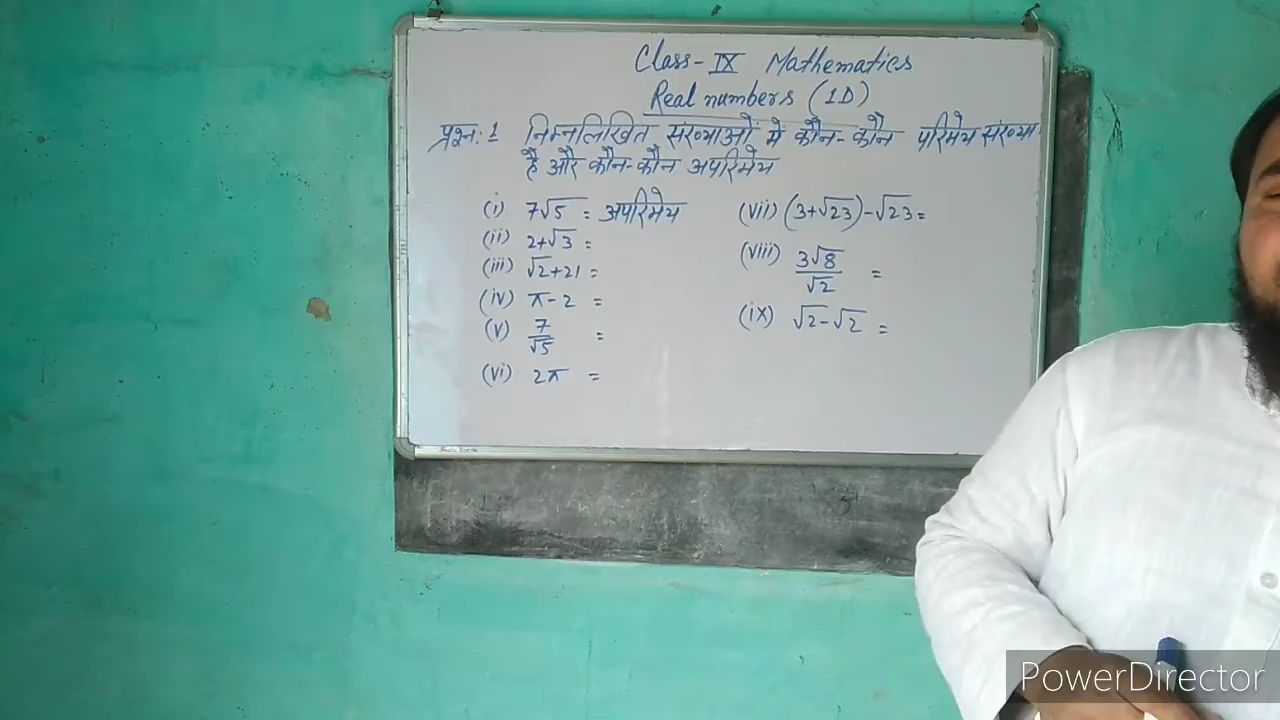 Class-IX Mathematics
Real numbers (1D)
प्रश्न: 1 निम्नलिखित संख्याओं में कौन-कौन परिमेय संख्या
है और कौन-कौन अपरिमेय
(i) 7√5 = अपरिमेय
(ii) 2+√3 =
(iii) √2+21 =
(iv) π-2 =
(v) 7/√5 =
(vi) 2π =
(vii) (3+√23)-√23=
(viii) 3√8/√2 =
(ix) √2-√2 =
PowerDirector